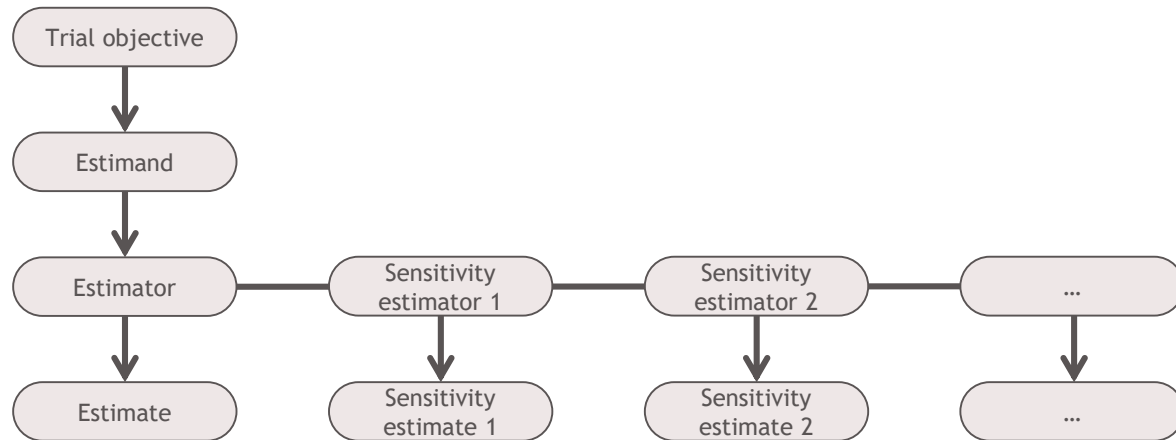 Trial objective
Estimand
Estimator
Sensitivity
estimator 1
Sensitivity
estimator 2
...
Estimate
Sensitivity
estimate 1
Sensitivity
estimate 2
...